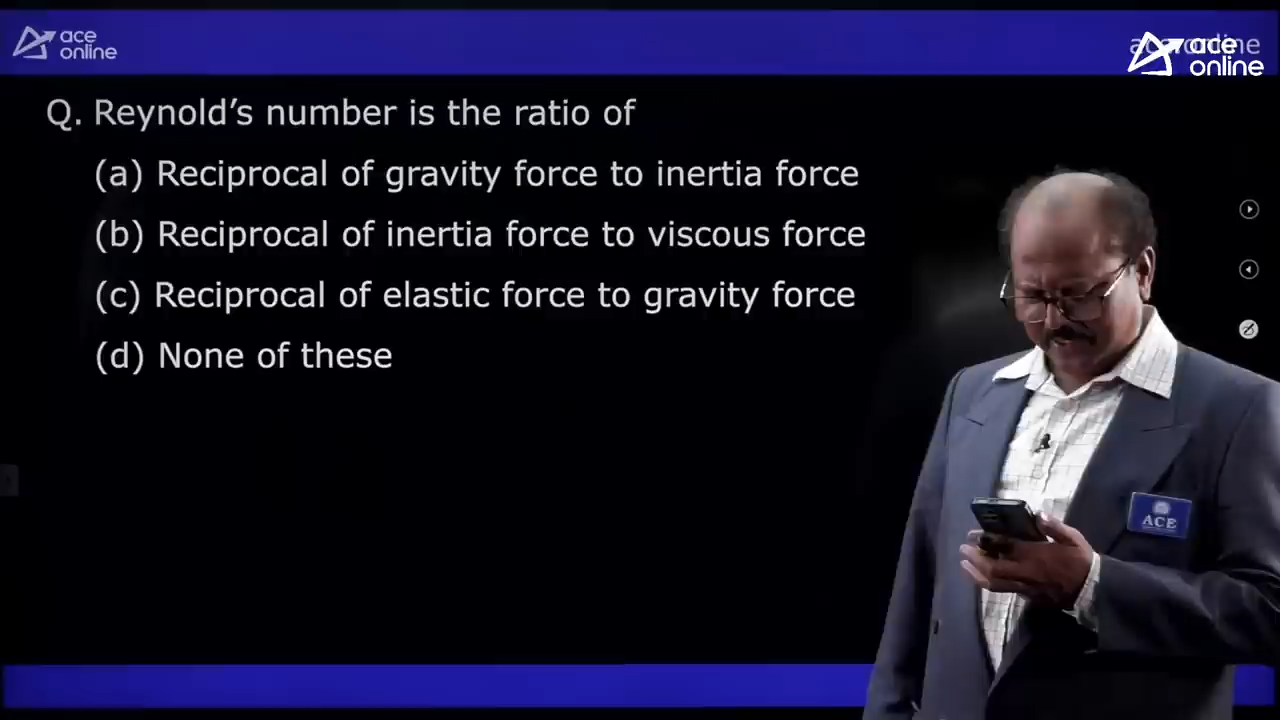 ace
online
ace
online
Q. Reynold's number is the ratio of
(a) Reciprocal of gravity force to inertia force
(b) Reciprocal of inertia force to viscous force
(c) Reciprocal of elastic force to gravity force
(d) None of these
ACE